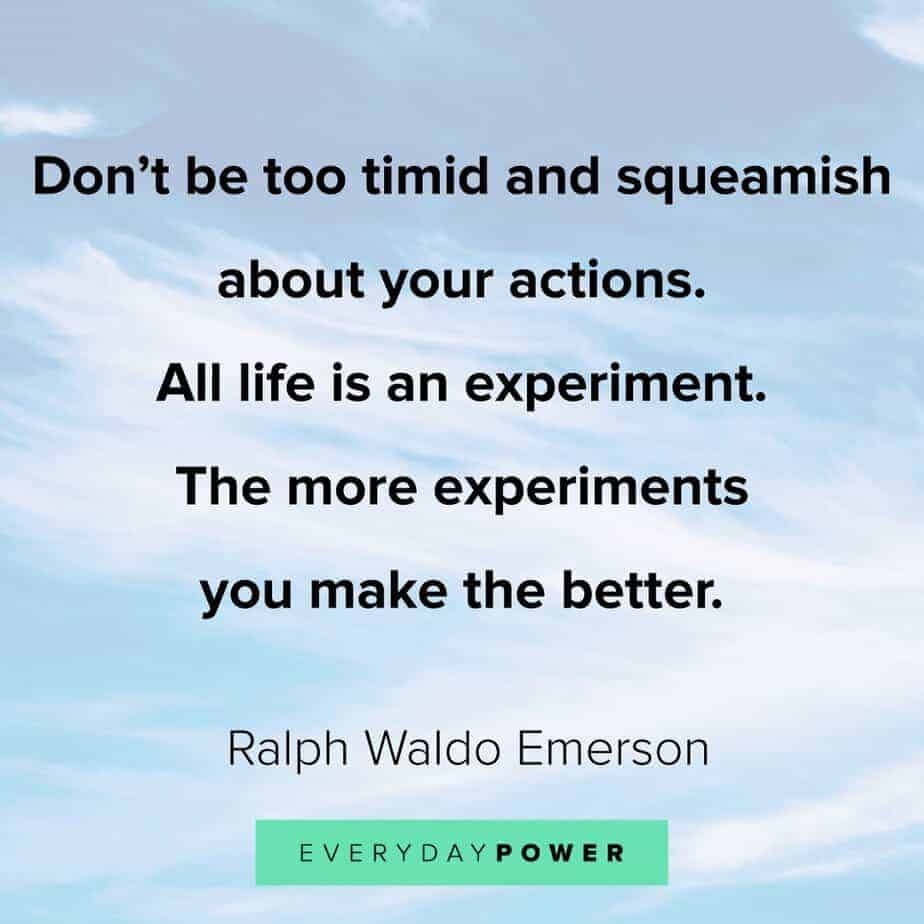 Don’t be too timid and squeamish
about your actions.
All life is an experiment.
The more experiments
you make the better.
Ralph Waldo Emerson
EVERYDAYPOWER